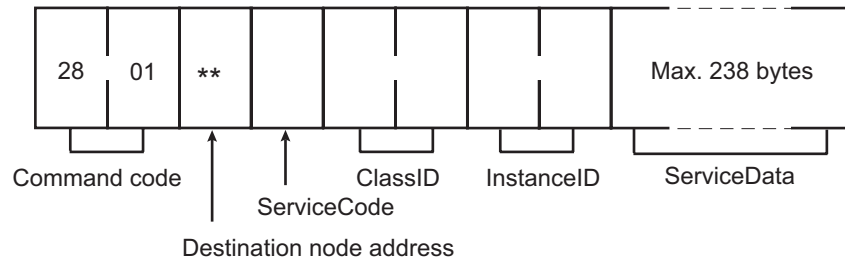 28 01 ** Max. 238 bytes
Command code ClassID InstanceID ServiceData
ServiceCode
Destination node address